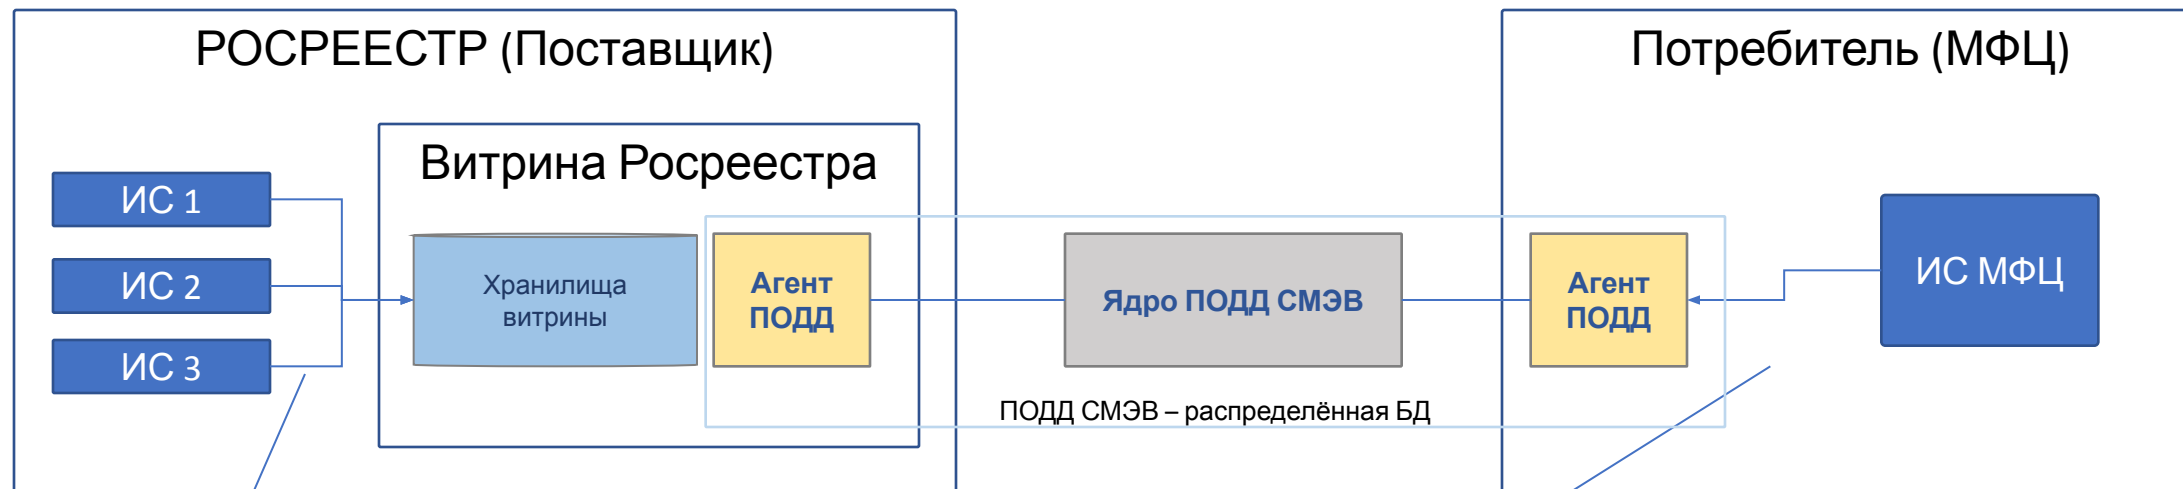 РОСРЕЕСТР (Поставщик)
Потребитель (МФЦ)
Витрина Росреестра
ИС 1
ИС 2
ИС 3
Хранилища
витрины
Агент
ПОДД
Ядро ПОДД СМЭВ
Агент
ПОДД
ИС МФЦ
ПОДД СМЭВ – распределённая БД